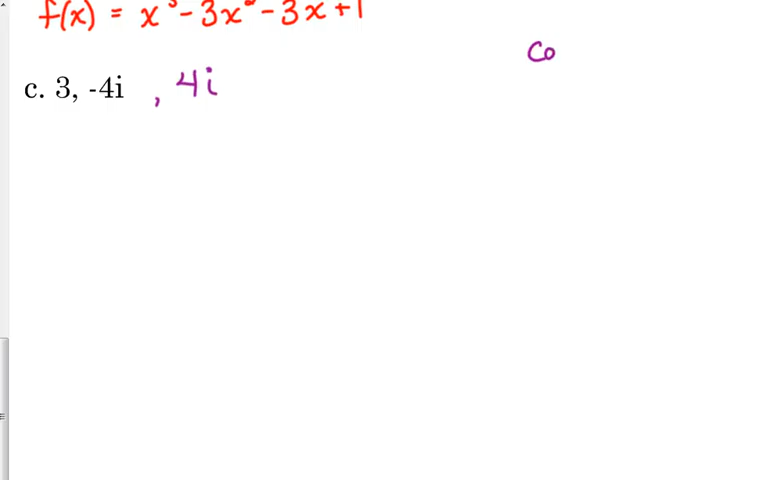 f(x) = x³ - 3x² - 3x + 1
co
c. 3, -4i , 4i